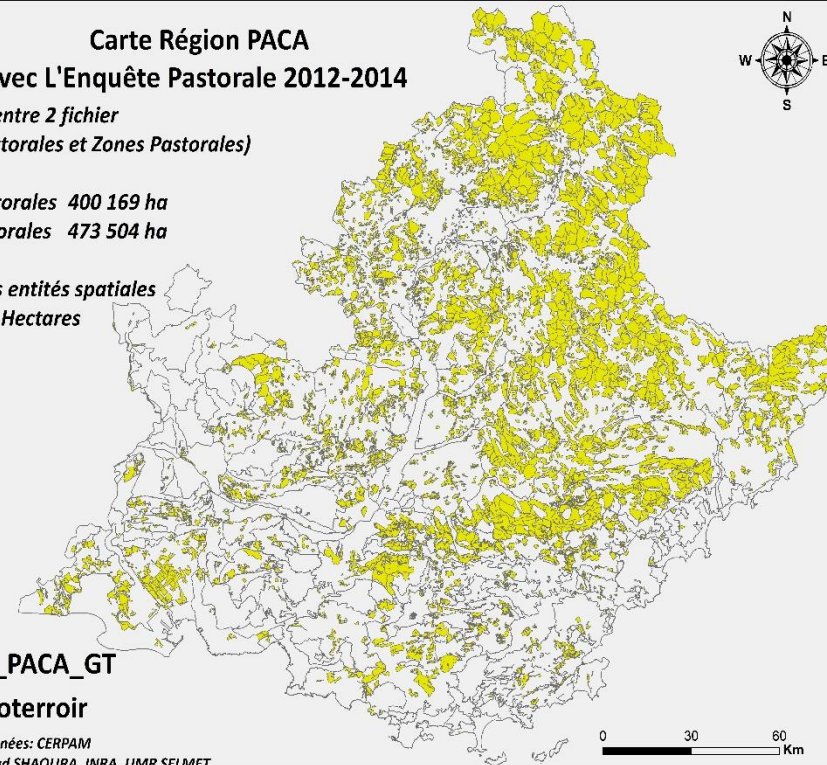 Carte Région PACA
vec L'Enquête Pastorale 2012-2014
entre 2 fichier
torales et Zones Pastorales)
orales 400 169 ha
orales 473 504 ha
s entités spatiales
Hectares
N
W
E
S
_PACA_GT
oterroir
nées: CERPAM
0 30 60
Km